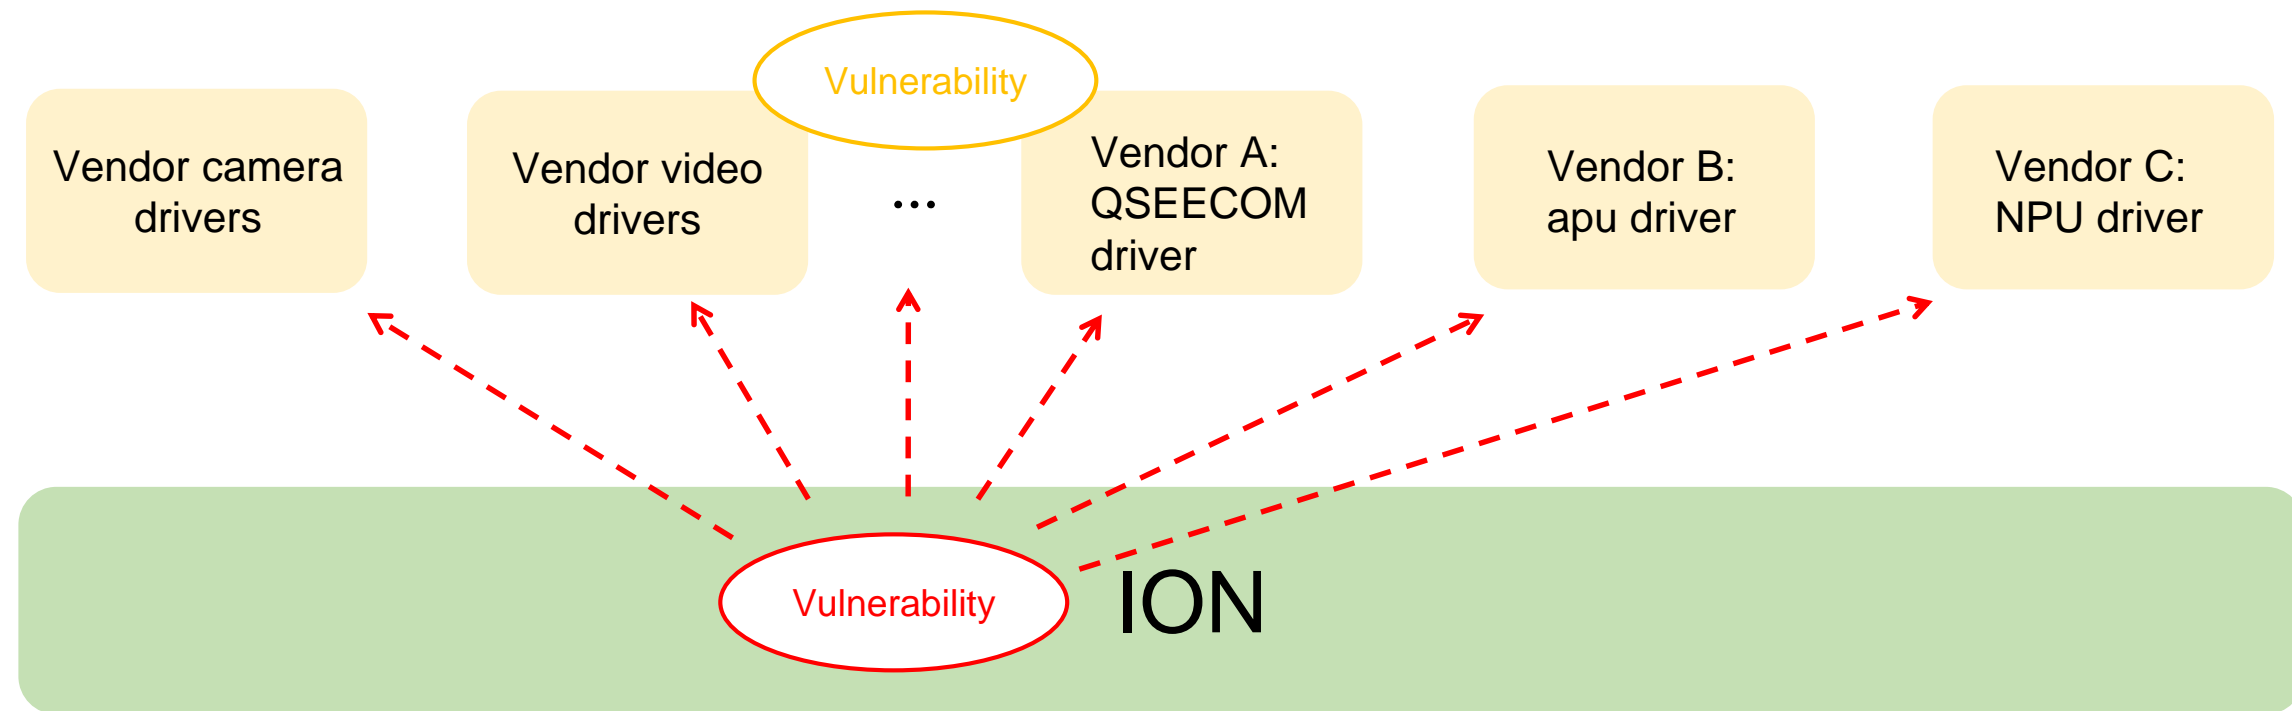 Vulnerability
Vendor camera
drivers
Vendor video
drivers
...
Vendor A:
QSEECOM
driver
Vendor B:
apu driver
Vendor C:
NPU driver
Vulnerability
ION